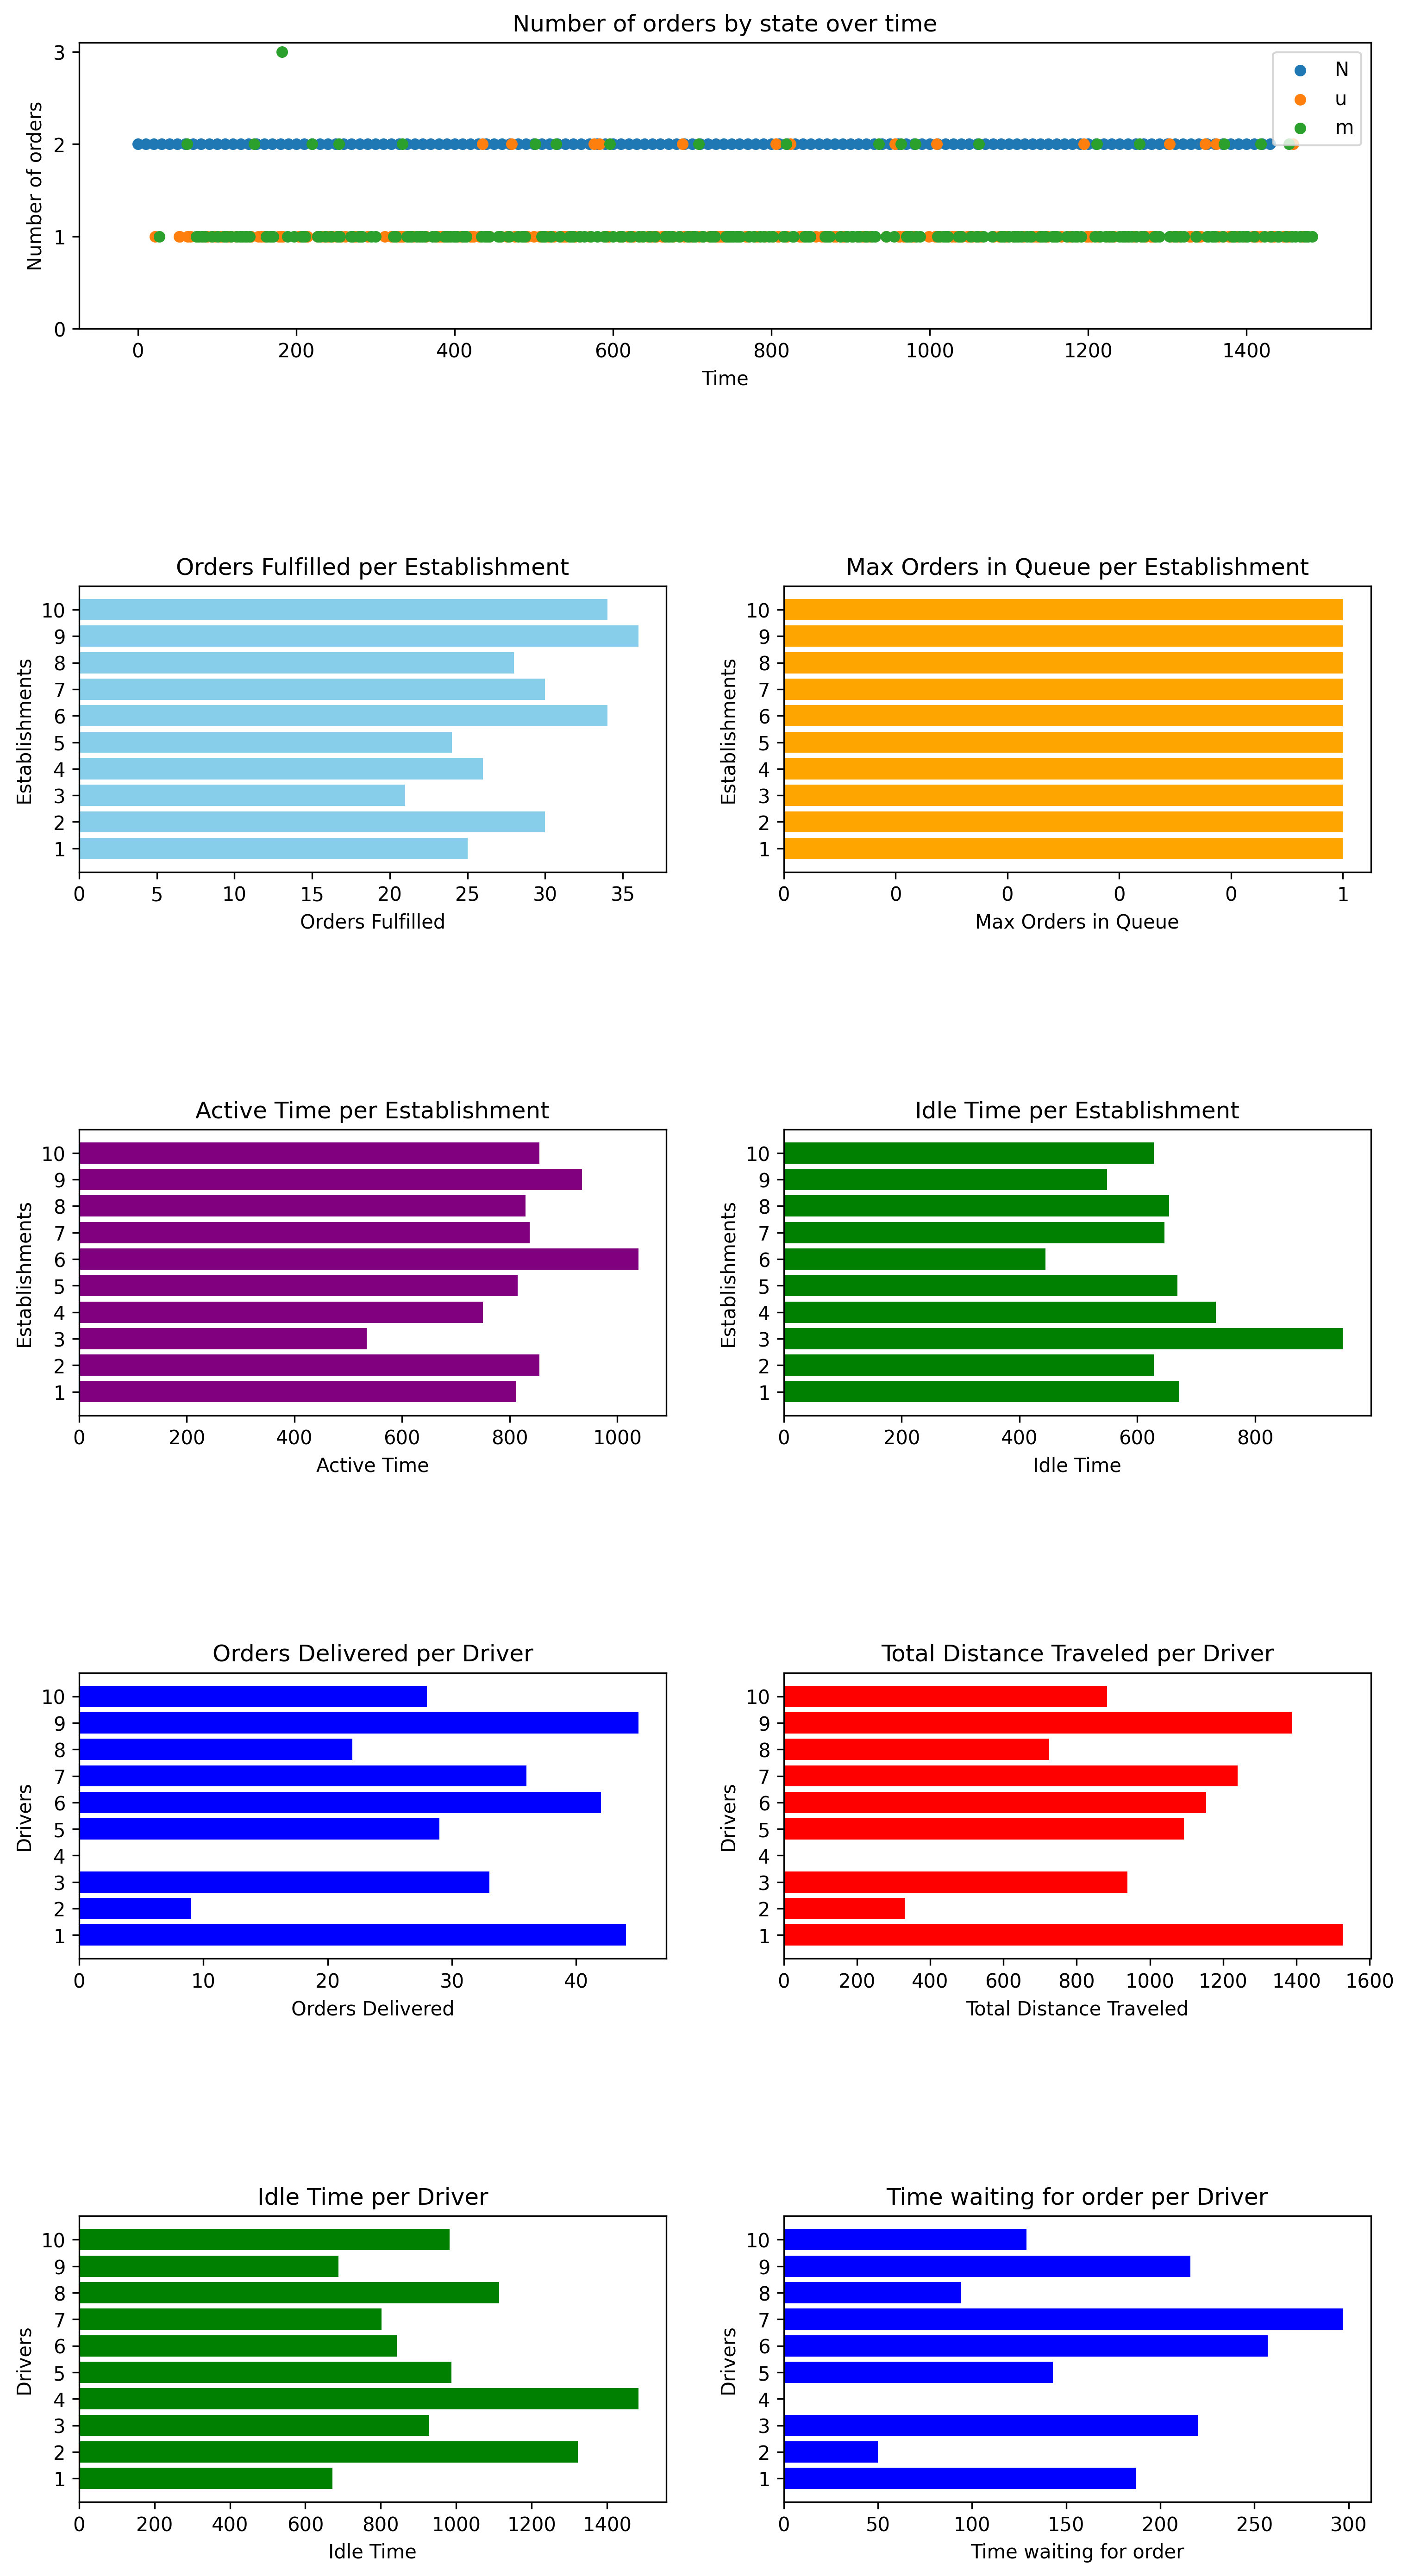 Number of orders by state over time
Number of orders
3
2
1
0
N
u
m
0 200 400 600 800 1000 1200 1400
Time
Orders Fulfilled per Establishment
Establishments
10
9
8
7
6
5
4
3
2
1
0 5 10 15 20 25 30 35
Orders Fulfilled
Max Orders in Queue per Establishment
Establishments
10
9
8
7
6
5
4
3
2
1
0 0 0 0 0 1
Max Orders in Queue
Active Time per Establishment
Establishments
10
9
8
7
6
5
4
3
2
1
0 200 400 600 800 1000
Active Time
Idle Time per Establishment
Establishments
10
9
8
7
6
5
4
3
2
1
0 200 400 600 800
Idle Time
Orders Delivered per Driver
Drivers
10
9
8
7
6
5
4
3
2
1
0 10 20 30 40
Orders Delivered
Total Distance Traveled per Driver
Drivers
10
9
8
7
6
5
4
3
2
1
0 200 400 600 800 1000 1200 1400 1600
Total Distance Traveled
Idle Time per Driver
Drivers
10
9
8
7
6
5
4
3
2
1
0 200 400 600 800 1000 1200 1400
Idle Time
Time waiting for order per Driver
Drivers
10
9
8
7
6
5
4
3
2
1
0 50 100 150 200 250 300
Time waiting for order